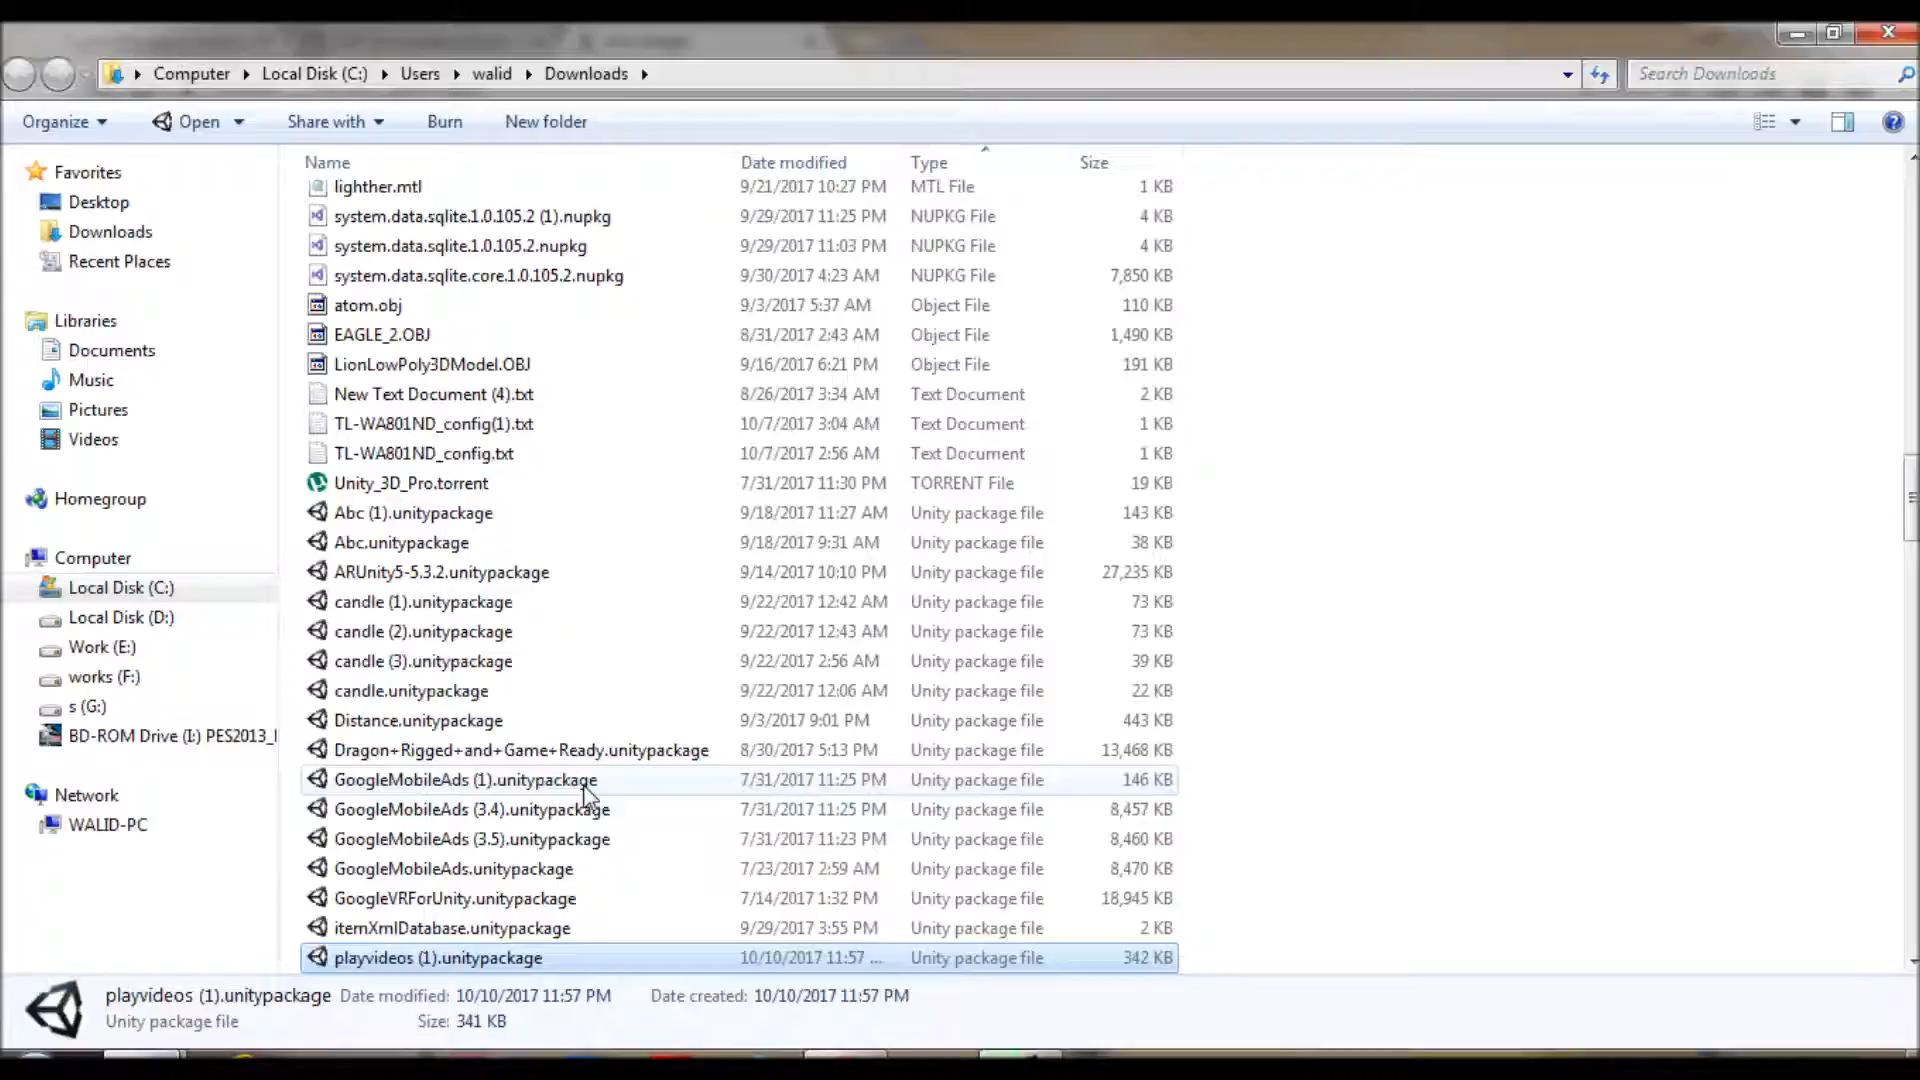 Computer Local Disk (C:) Users walid Downloads
Search Downloads
Organize Open Share with Burn New folder
Name Date modified Type Size
Favorites
Desktop
Downloads
Recent Places
Libraries
Documents
Music
Pictures
Videos
Homegroup
Computer
Local Disk (C:)
Local Disk (D:)
Work (E:)
works (F:)
s (G:)
BD-ROM Drive (I:) PES2013_
Network
WALID-PC
lighther.mtl 9/21/2017 10:27 PM MTL File 1 KB
system.data.sqlite.1.0.105.2 (1).nupkg 9/29/2017 11:25 PM NUPKG File 4 KB
system.data.sqlite.1.0.105.2.nupkg 9/29/2017 11:03 PM NUPKG File 4 KB
system.data.sqlite.core.1.0.105.2.nupkg 9/30/2017 4:23 AM NUPKG File 7,850 KB
atom.obj 9/3/2017 5:37 AM Object File 110 KB
EAGLE_2.OBJ 8/31/2017 2:43 AM Object File 1,490 KB
LionLowPoly3DModel.OBJ 9/16/2017 6:21 PM Object File 191 KB
New Text Document (4).txt 8/26/2017 3:34 AM Text Document 2 KB
TL-WA801ND_config(1).txt 10/7/2017 3:04 AM Text Document 1 KB
TL-WA801ND_config.txt 10/7/2017 2:56 AM Text Document 1 KB
Unity_3D_Pro.torrent 7/31/2017 11:30 PM TORRENT File 19 KB
Abc (1).unitypackage 9/18/2017 11:27 AM Unity package file 143 KB
Abc.unitypackage 9/18/2017 9:31 AM Unity package file 38 KB
ARUnity5-5.3.2.unitypackage 9/14/2017 10:10 PM Unity package file 27,235 KB
candle (1).unitypackage 9/22/2017 12:42 AM Unity package file 73 KB
candle (2).unitypackage 9/22/2017 12:43 AM Unity package file 73 KB
candle (3).unitypackage 9/22/2017 2:56 AM Unity package file 39 KB
candle.unitypackage 9/22/2017 12:06 AM Unity package file 22 KB
Distance.unitypackage 9/3/2017 9:01 PM Unity package file 443 KB
Dragon+Rigged+and+Game+Ready.unitypackage 8/30/2017 5:13 PM Unity package file 13,468 KB
GoogleMobileAds (1).unitypackage 7/31/2017 11:25 PM Unity package file 146 KB
GoogleMobileAds (3.4).unitypackage 7/31/2017 11:25 PM Unity package file 8,457 KB
GoogleMobileAds (3.5).unitypackage 7/31/2017 11:23 PM Unity package file 8,460 KB
GoogleMobileAds.unitypackage 7/23/2017 2:59 AM Unity package file 8,470 KB
GoogleVRForUnity.unitypackage 7/14/2017 1:32 PM Unity package file 18,945 KB
itemXmlDatabase.unitypackage 9/29/2017 3:55 PM Unity package file 2 KB
playvideos (1).unitypackage 10/10/2017 11:57 ... Unity package file 342 KB
playvideos (1).unitypackage Date modified: 10/10/2017 11:57 PM Date created: 10/10/2017 11:57 PM
Unity package file Size: 341 KB